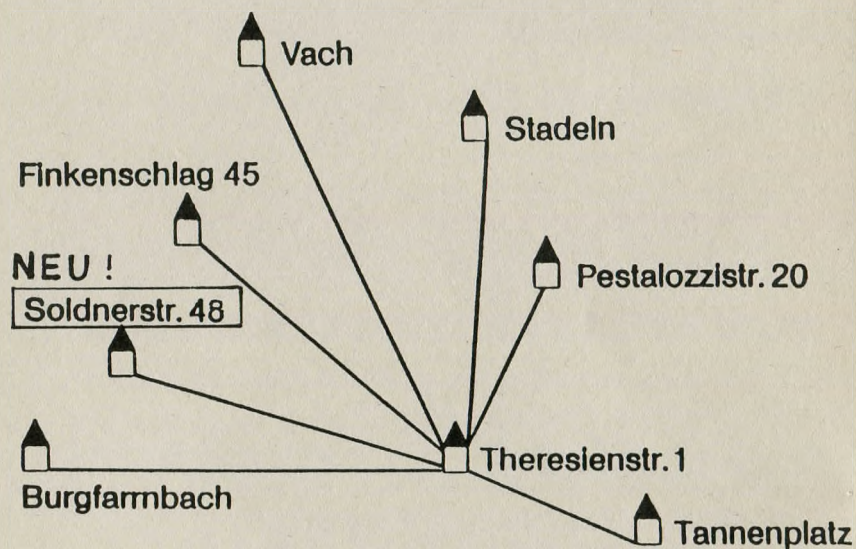 Vach
Stadeln
Finkenschlag 45
NEU!
Pestalozzistr. 20
Soldnerstr. 48
Theresienstr. 1
Burgfarrnbach
Tannenplatz